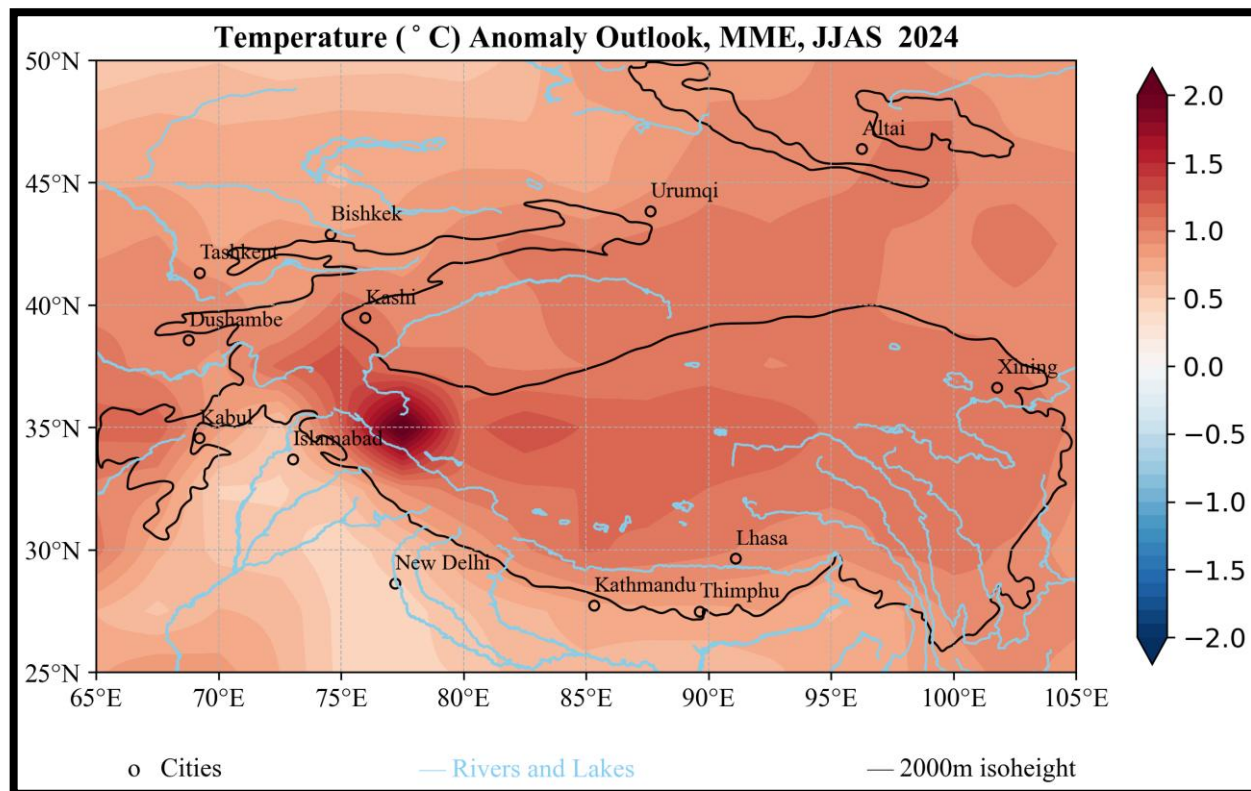 Temperature ( ° C) Anomaly Outlook, MME, JJAS  2024
50°N
45°N
40°N
35°N
30°N
25°N
65°E
70°E
75°E
80°E
85°E
90°E
95°E
100°E
105°E
Altai
Urumqi
Bishkek
Tashkent
Kashi
Dushambe
Xining
Kabul
Islamabad
Lhasa
New Delhi
Kathmandu
Thimphu
2.0
1.5
1.0
0.5
0.0
−0.5
−1.0
−1.5
−2.0
o Cities
— Rivers and Lakes
— 2000m isoheight